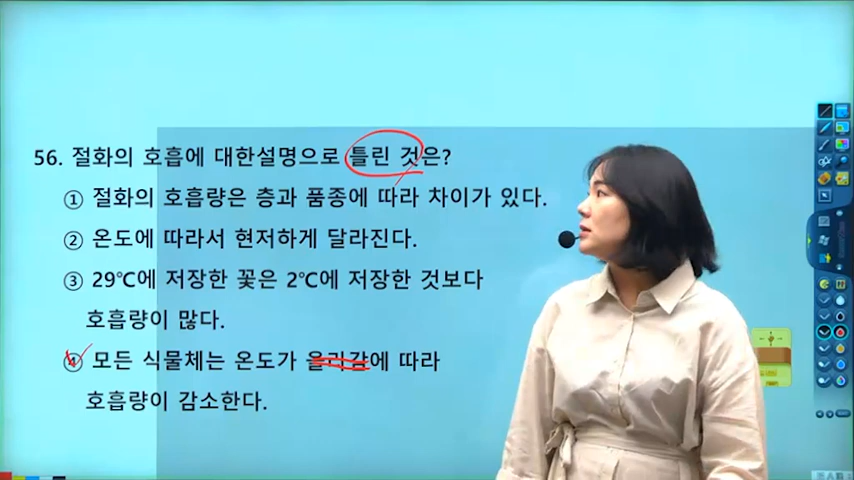 56. 절화의 호흡에 대한설명으로 틀린 것은?
① 절화의 호흡량은 층과 품종에 따라 차이가 있다.
② 온도에 따라서 현저하게 달라진다.
③ 29℃에 저장한 꽃은 2℃에 저장한 것보다
호흡량이 많다.
④ 모든 식물체는 온도가 올라감에 따라
호흡량이 감소한다.